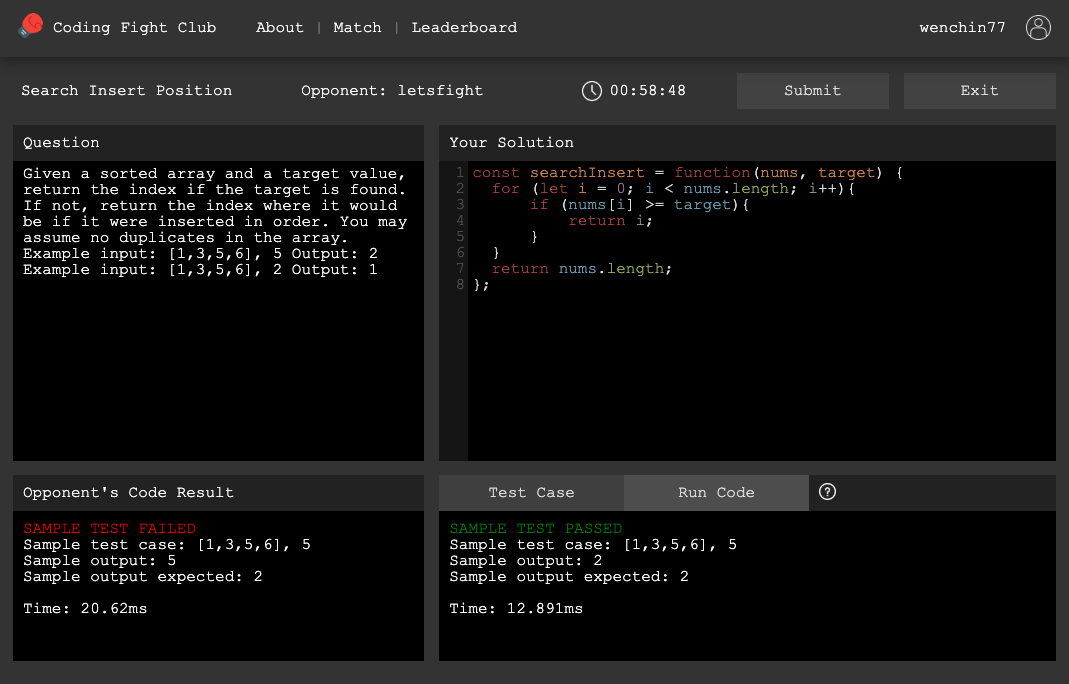 Coding Fight Club About | Match | Leaderboard wenchin77
Search Insert Position Opponent: letsfight 00:58:48 Submit Exit
Question
Given a sorted array and a target value,
return the index if the target is found.
If not, return the index where it would
be if it were inserted in order. You may
assume no duplicates in the array.
Example input: [1,3,5,6], 5 Output: 2
Example input: [1,3,5,6], 2 Output: 1
Your Solution
1 const searchInsert = function(nums, target) {
2   for (let i = 0; i < nums.length; i++){
3       if (nums[i] >= target){
4           return i;
5       }
6   }
7   return nums.length;
8 };
Opponent's Code Result
SAMPLE TEST FAILED
Sample test case: [1,3,5,6], 5
Sample output: 5
Sample output expected: 2
Time: 20.62ms
Test Case Run Code ?
SAMPLE TEST PASSED
Sample test case: [1,3,5,6], 5
Sample output: 2
Sample output expected: 2
Time: 12.891ms